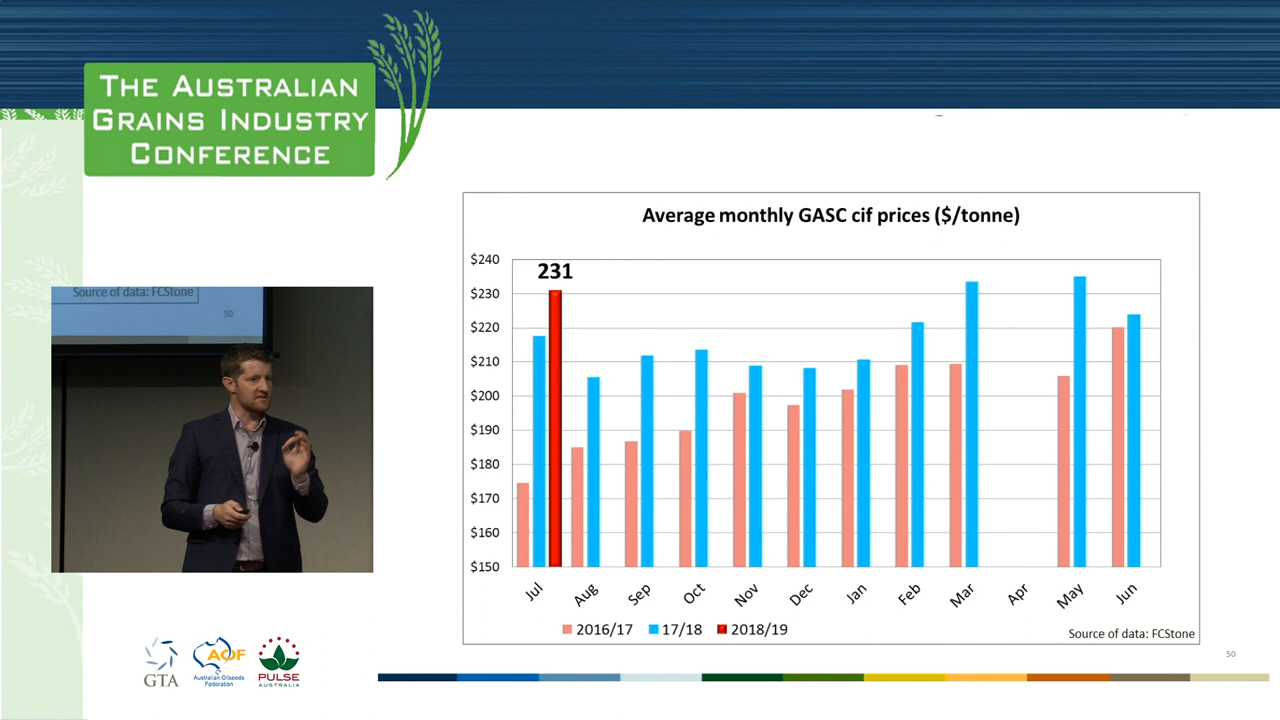 THE AUSTRALIAN
GRAINS INDUSTRY
CONFERENCE
Average monthly GASC cif prices ($/tonne)
$240
$230
$220
$210
$200
$190
$180
$170
$160
$150
231
Jul Aug Sep Oct Nov Dec Jan Feb Mar Apr May Jun
2016/17 17/18 2018/19
Source of data: FCStone
50
Source of data: FCStone
50
GTA
AOF
Australian Oilseeds
Federation
PULSE
AUSTRALIA